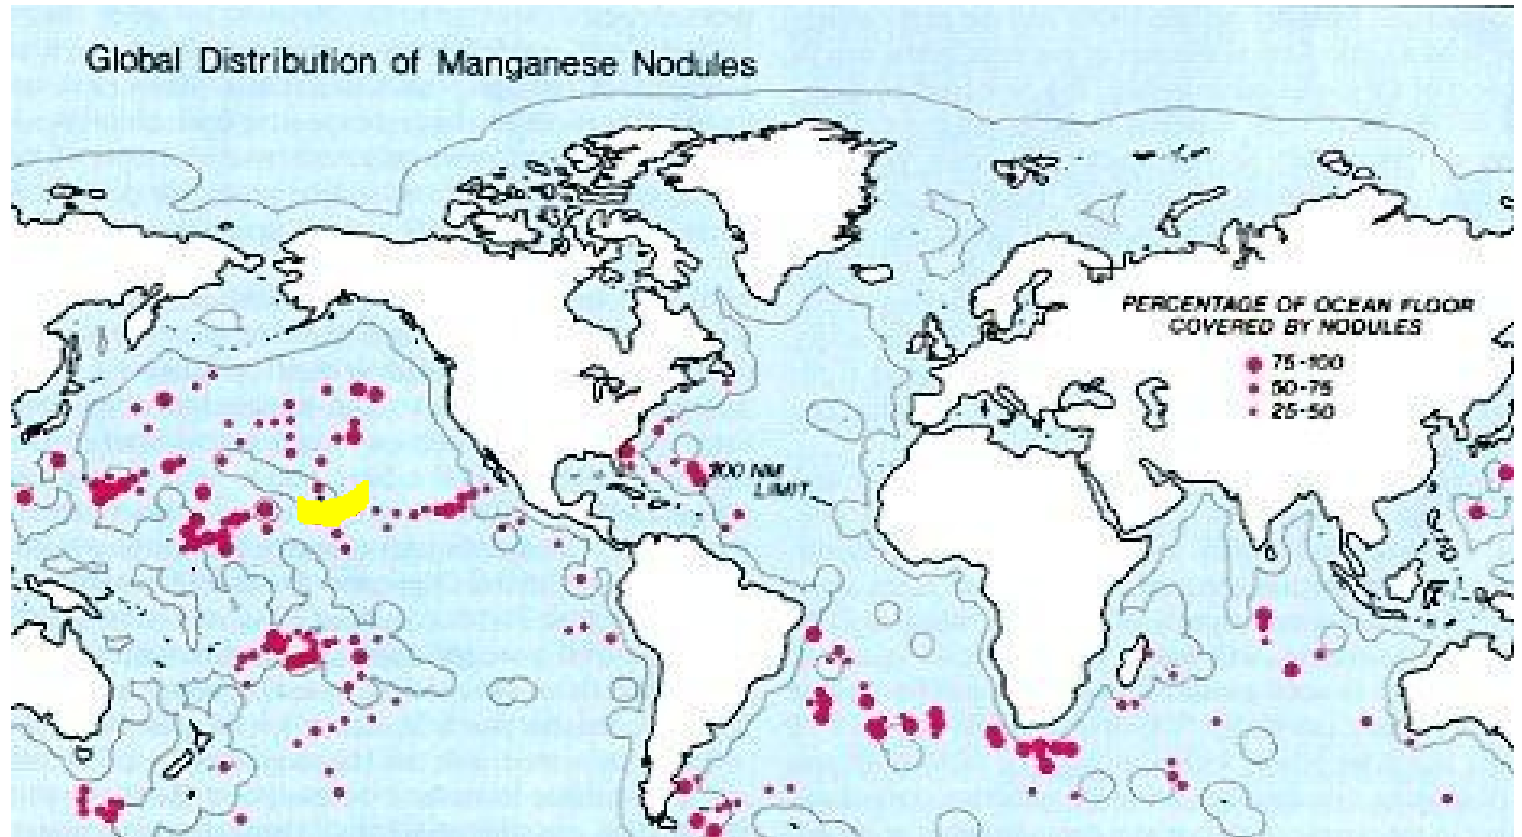 Global Distribution of Manganese Nodules
PERCENTAGE OF OCEAN FLOOR
COVERED BY NODULES
75-100
50-75
25-50
200 NM
LIMIT